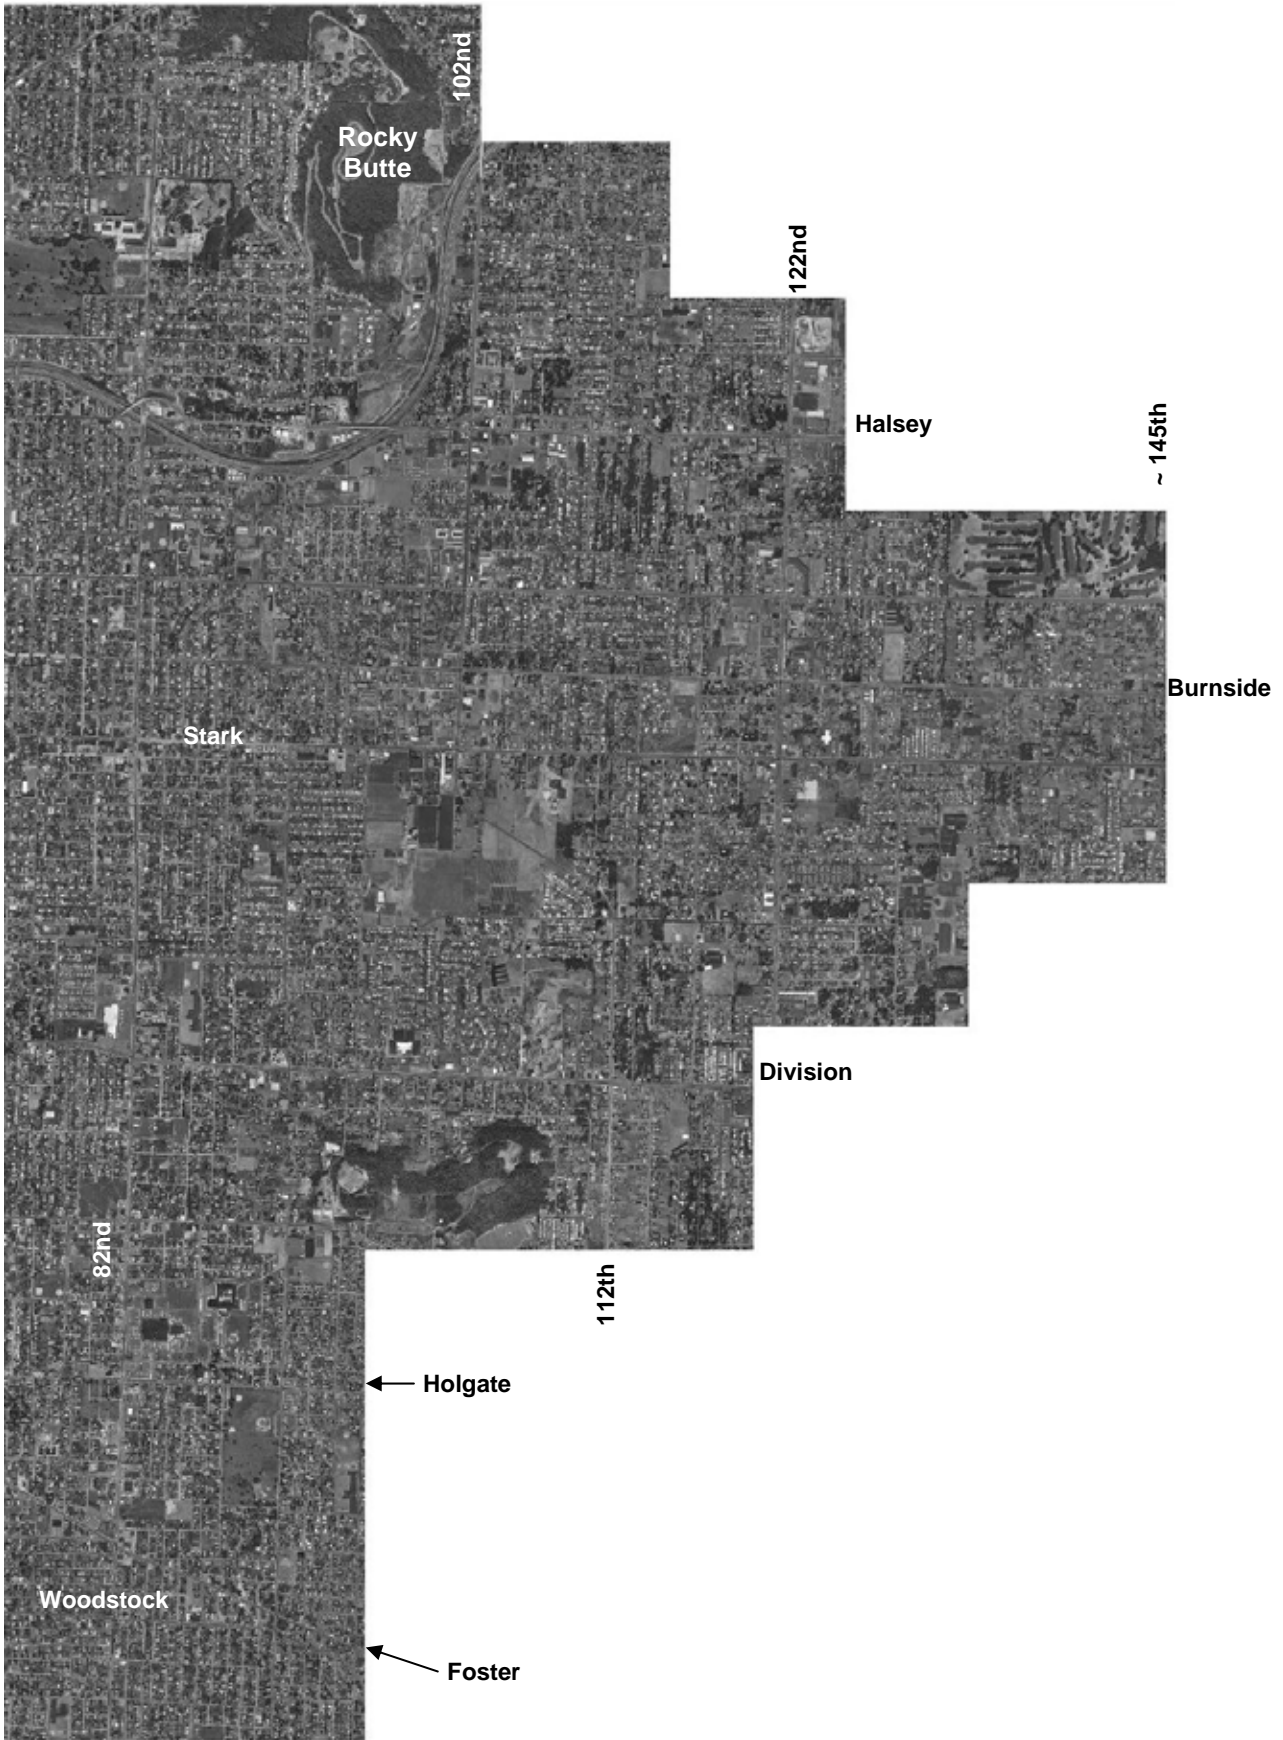 102nd
Rocky
Butte
122nd
Halsey
~ 145th
Burnside
Stark
Division
82nd
112th
Holgate
Woodstock
Foster